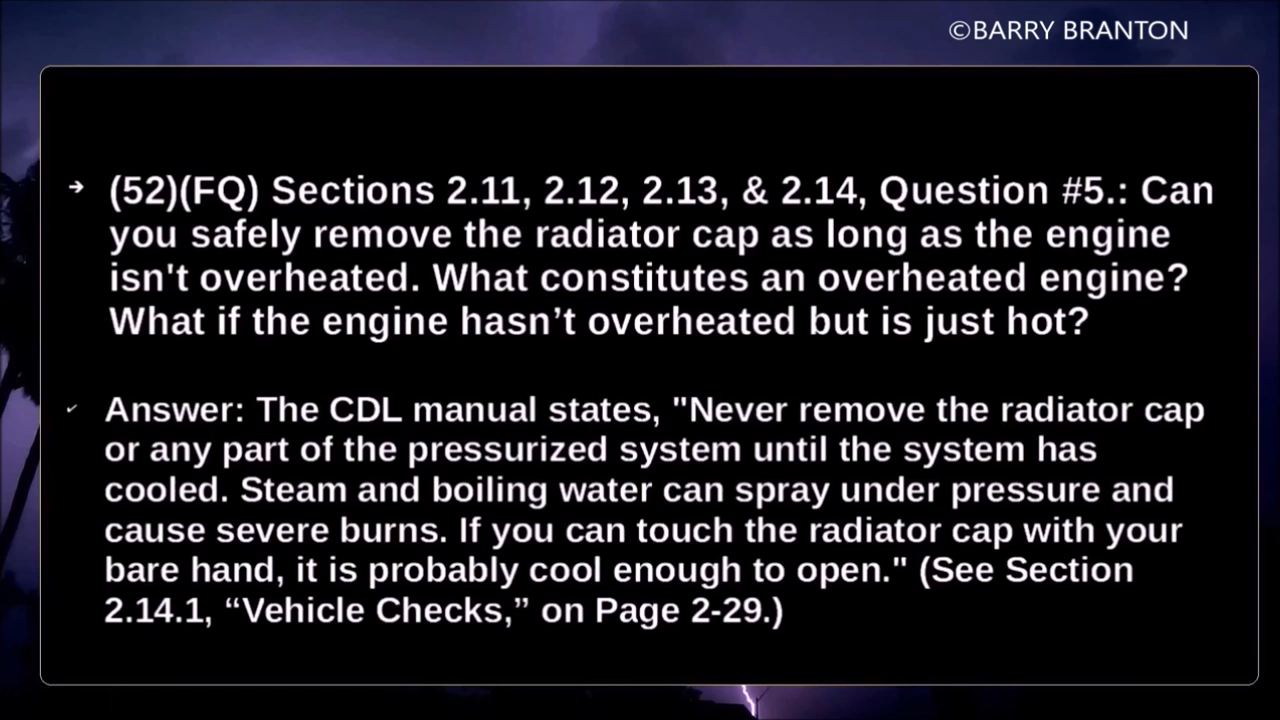 ©BARRY BRANTON
➔ (52)(FQ) Sections 2.11, 2.12, 2.13, & 2.14, Question #5.: Can
you safely remove the radiator cap as long as the engine
isn't overheated. What constitutes an overheated engine?
What if the engine hasn’t overheated but is just hot?
✓ Answer: The CDL manual states, "Never remove the radiator cap
or any part of the pressurized system until the system has
cooled. Steam and boiling water can spray under pressure and
cause severe burns. If you can touch the radiator cap with your
bare hand, it is probably cool enough to open." (See Section
2.14.1, “Vehicle Checks,” on Page 2-29.)